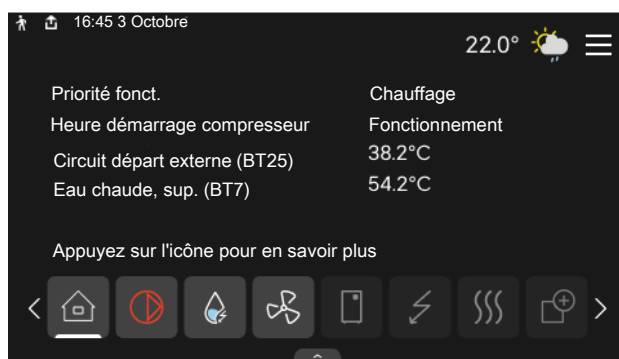 16:45 3 Octobre
22.0°
Priorité fonct. Chauffage
Heure démarrage compresseur Fonctionnement
Circuit départ externe (BT25) 38.2°C
Eau chaude, sup. (BT7) 54.2°C
Appuyez sur l'icône pour en savoir plus